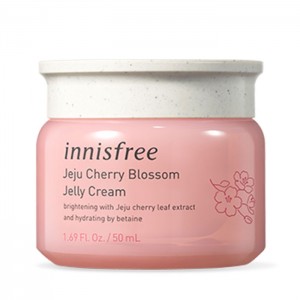 innisfree
Jeju Cherry Blossom
Jelly Cream
brightening with Jeju cherry leaf extract
and hydrating by betaine
1.69 Fl. Oz. / 50 mL